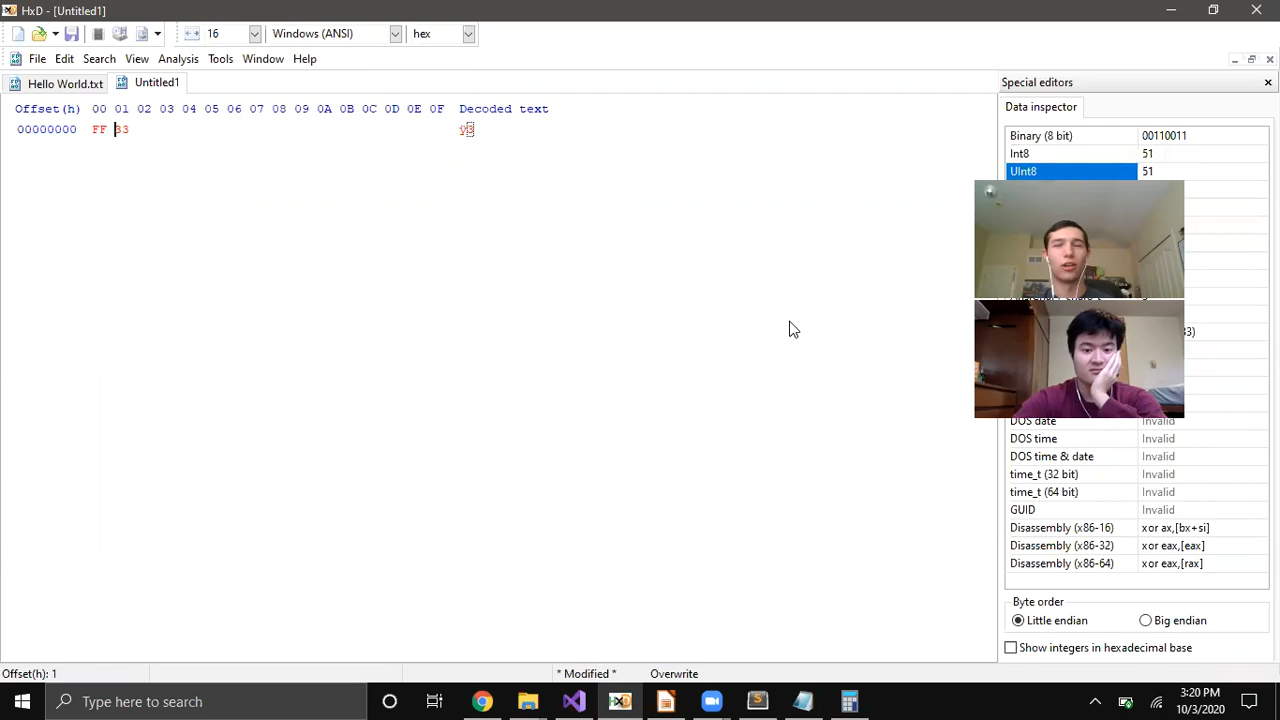 HxD - [Untitled1]
16 Windows (ANSI) hex
File Edit Search View Analysis Tools Window Help
Hello World.txt Untitled1
Special editors
Data inspector
Offset(h) 00 01 02 03 04 05 06 07 08 09 0A 0B 0C 0D 0E 0F Decoded text
00000000 FF 33 ÿ3
Binary (8 bit) 00110011
Int8 51
UInt8 51
DOS date Invalid
DOS time Invalid
DOS time & date Invalid
time_t (32 bit) Invalid
time_t (64 bit) Invalid
GUID Invalid
Disassembly (x86-16) xor ax,[bx+si]
Disassembly (x86-32) xor eax,[eax]
Disassembly (x86-64) xor eax,[rax]
Byte order
Little endian Big endian
Show integers in hexadecimal base
Offset(h): 1 * Modified * Overwrite
Type here to search
3:20 PM
10/3/2020